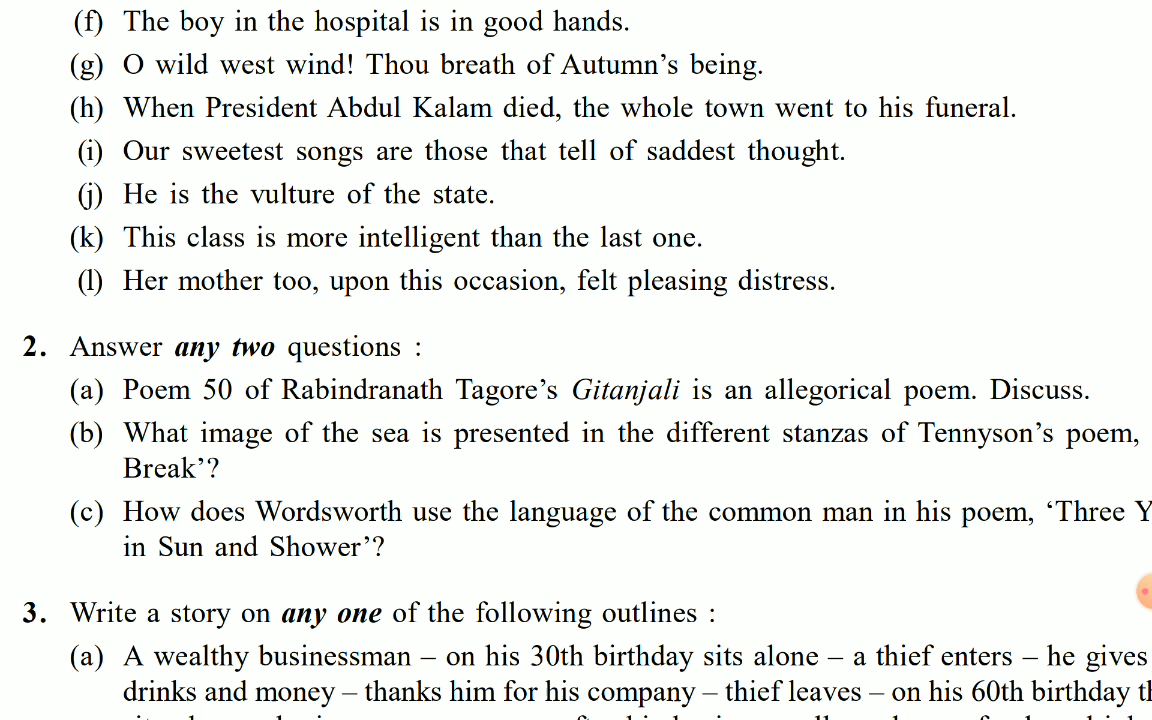 (f) The boy in the hospital is in good hands.
(g) O wild west wind! Thou breath of Autumn’s being.
(h) When President Abdul Kalam died, the whole town went to his funeral.
(i) Our sweetest songs are those that tell of saddest thought.
(j) He is the vulture of the state.
(k) This class is more intelligent than the last one.
(l) Her mother too, upon this occasion, felt pleasing distress.
2. Answer any two questions :
(a) Poem 50 of Rabindranath Tagore’s Gitanjali is an allegorical poem. Discuss.
(b) What image of the sea is presented in the different stanzas of Tennyson’s poem,
Break’?
(c) How does Wordsworth use the language of the common man in his poem, ‘Three Y
in Sun and Shower’?
3. Write a story on any one of the following outlines :
(a) A wealthy businessman – on his 30th birthday sits alone – a thief enters – he gives
drinks and money – thanks him for his company – thief leaves – on his 60th birthday